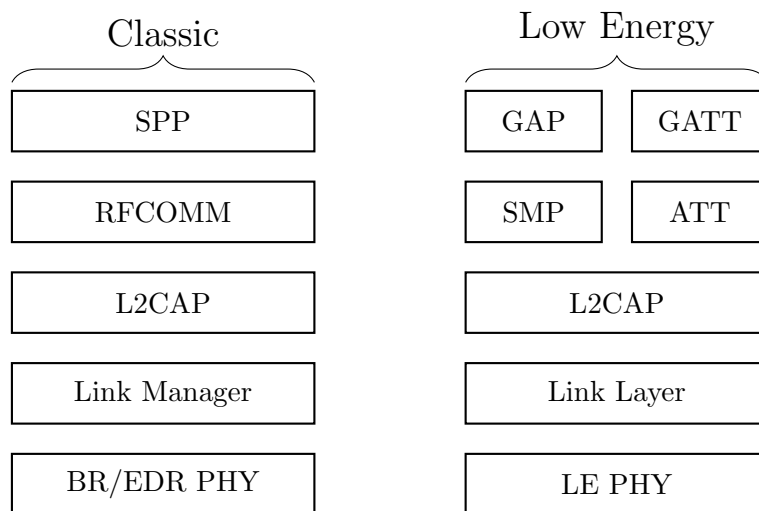 Classic
Low Energy
SPP
GAP
GATT
RFCOMM
SMP
ATT
L2CAP
L2CAP
Link Manager
Link Layer
BR/EDR PHY
LE PHY